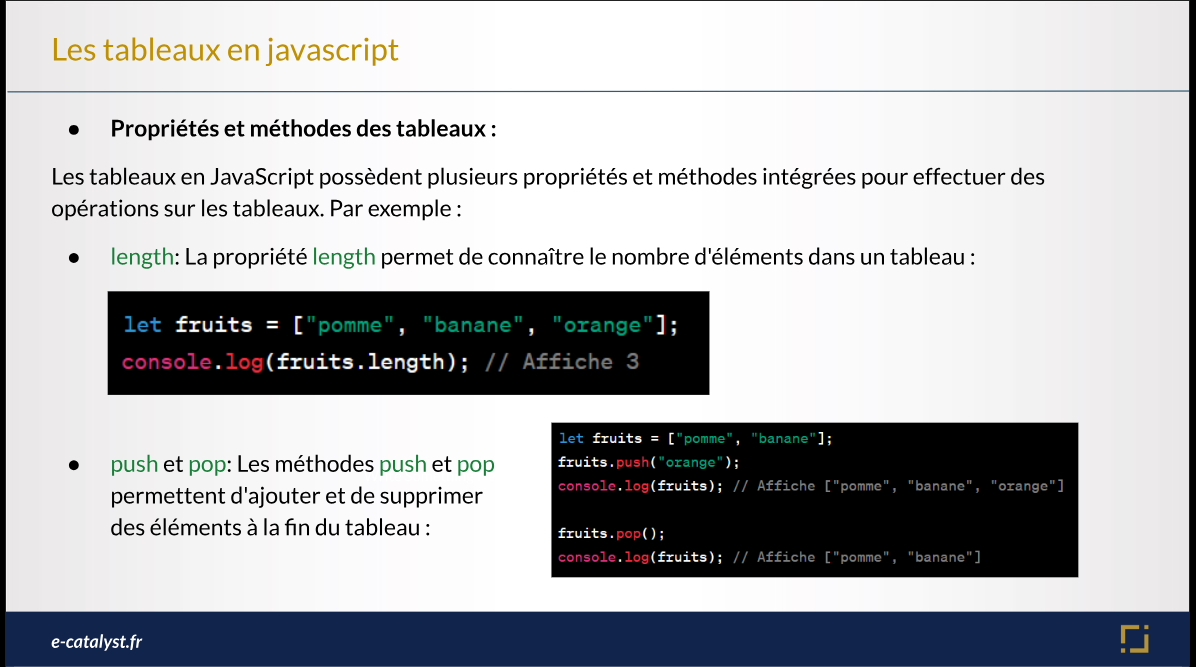 Les tableaux en javascript
● Propriétés et méthodes des tableaux :
Les tableaux en JavaScript possèdent plusieurs propriétés et méthodes intégrées pour effectuer des
opérations sur les tableaux. Par exemple :
● length: La propriété length permet de connaître le nombre d'éléments dans un tableau :
let fruits = ["pomme", "banane", "orange"];
console.log(fruits.length); // Affiche 3
● push et pop: Les méthodes push et pop
permettent d'ajouter et de supprimer
des éléments à la fin du tableau :
let fruits = ["pomme", "banane"];
fruits.push("orange");
console.log(fruits); // Affiche ["pomme", "banane", "orange"]
fruits.pop();
console.log(fruits); // Affiche ["pomme", "banane"]
e-catalyst.fr